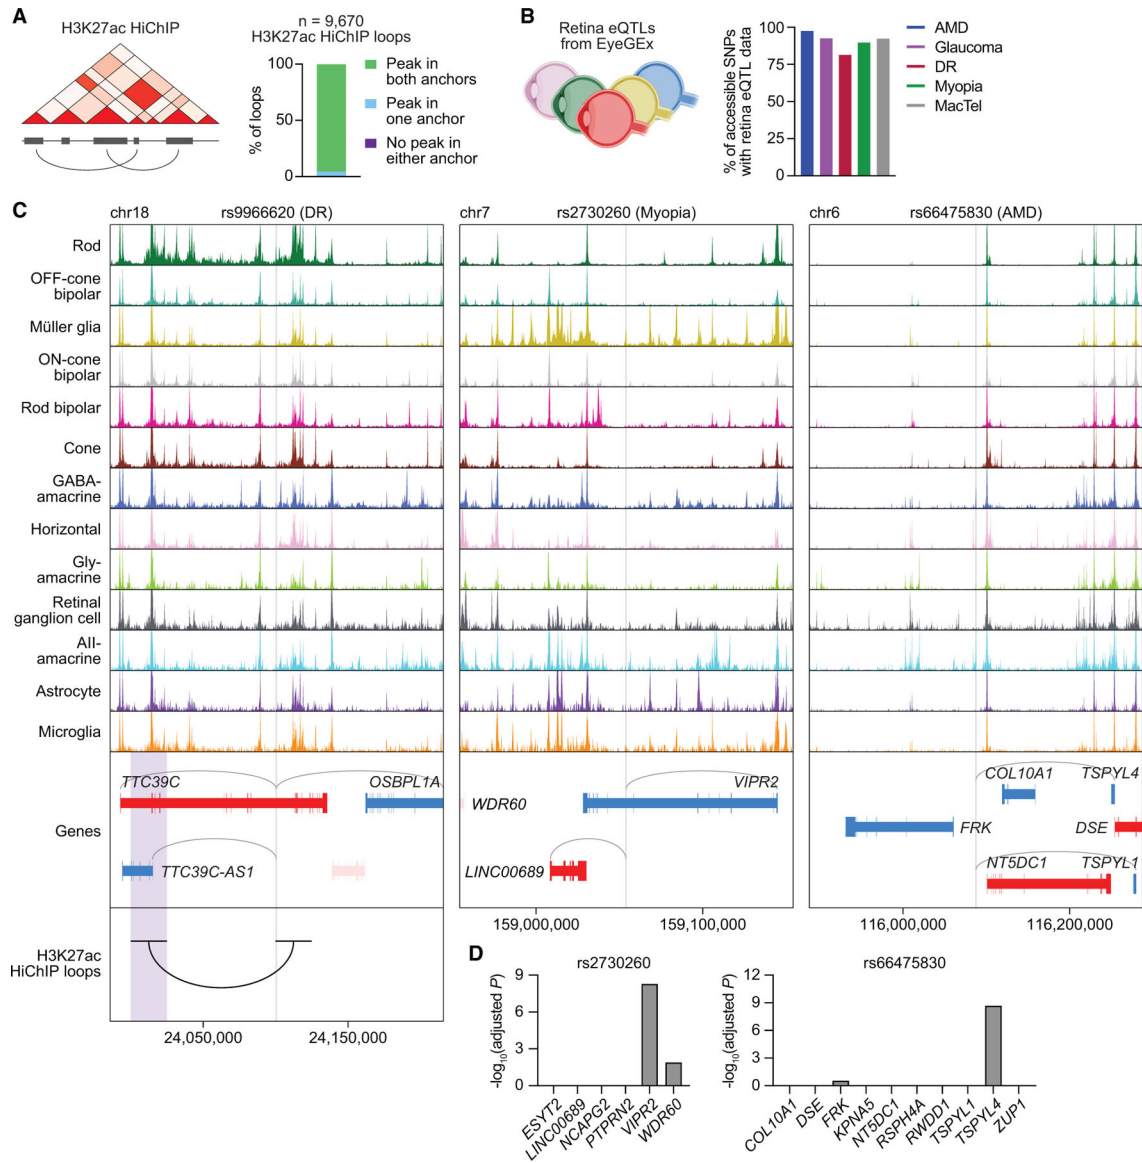 A
H3K27ac HiChIP
n = 9,670
H3K27ac HiChIP loops
% of loops
100
50
0
Peak in
both anchors
Peak in
one anchor
No peak in
either anchor
B
Retina eQTLs
from EyeGEx
% of accessible SNPs
with retina eQTL data
100
75
50
25
0
AMD
Glaucoma
DR
Myopia
MacTel
C
chr18 rs9966620 (DR)
chr7 rs2730260 (Myopia)
chr6 rs66475830 (AMD)
Rod
OFF-cone
bipolar
Müller glia
ON-cone
bipolar
Rod bipolar
Cone
GABA-
amacrine
Horizontal
Gly-
amacrine
Retinal
ganglion cell
AII-
amacrine
Astrocyte
Microglia
Genes
TTC39C
OSBPL1A
TTC39C-AS1
WDR60
VIPR2
LINC00689
COL10A1
TSPYL4
FRK
DSE
NT5DC1
TSPYL1
159,000,000
159,100,000
116,000,000
116,200,000
H3K27ac
HiChIP loops
24,050,000
24,150,000
D
rs2730260
-log10(adjusted P)
9
6
3
0
ESYT2
LINC00689
NCAPG2
PTPRN2
VIPR2
WDR60
rs66475830
-log10(adjusted P)
12
9
6
3
0
COL10A1
DSE
FRK
KPNA5
NT5DC1
RSPH4A
RWDD1
TSPYL1
TSPYL4
ZUP1